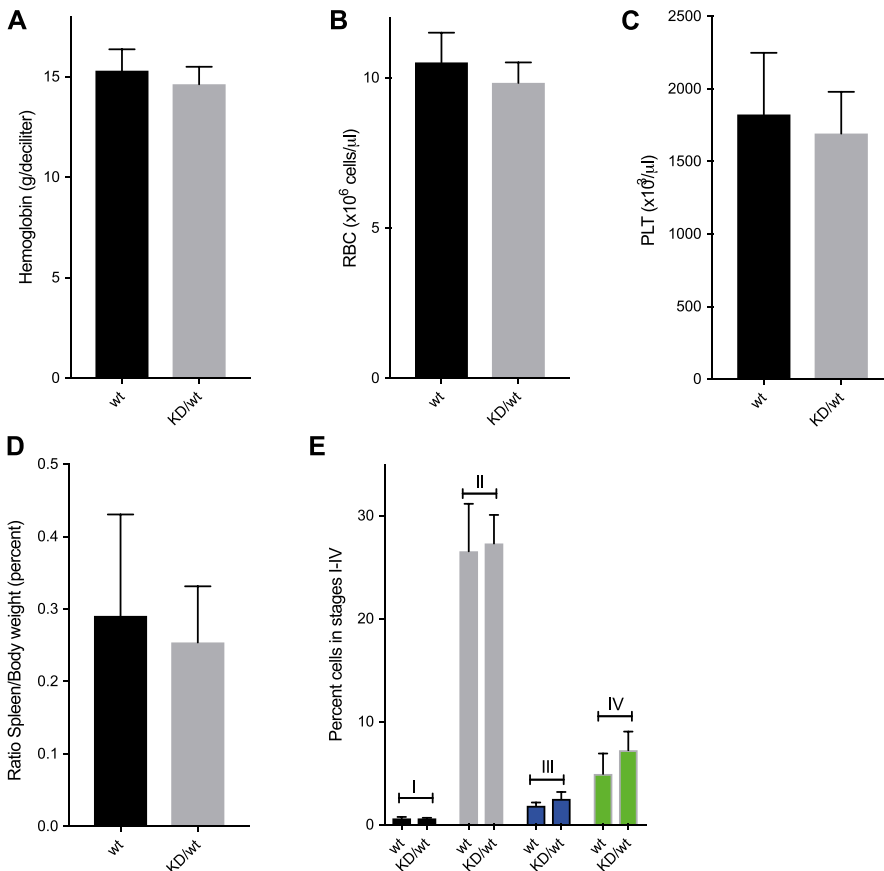 A
Hemoglobin (g/deciliter)
15
10
5
0
wt
KD/wt
B
RBC (x10⁶ cells/µl)
10
5
0
wt
KD/wt
C
PLT (x10³/µl)
2500
2000
1500
1000
500
0
wt
KD/wt
D
Ratio Spleen/Body weight (percent)
0.5
0.4
0.3
0.2
0.1
0.0
wt
KD/wt
E
Percent cells in stages I-IV
30
20
10
0
I
II
III
IV
wt
KD/wt
wt
KD/wt
wt
KD/wt
wt
KD/wt